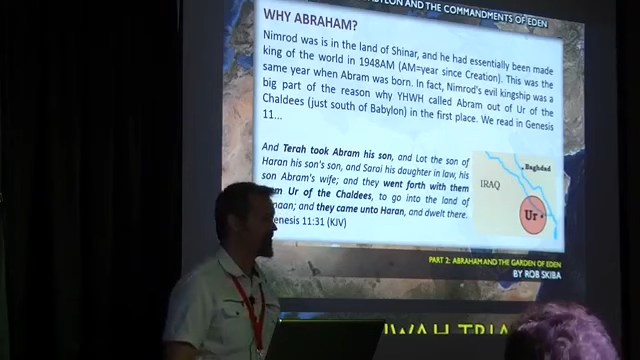 BABYLON AND THE COMMANDMENTS OF EDEN
WHY ABRAHAM?
Nimrod was is in the land of Shinar, and he had essentially been made
king of the world in 1948AM (AM=year since Creation). This was the
same year when Abram was born. In fact, Nimrod's evil kingship was a
big part of the reason why YHWH called Abram out of Ur of the
Chaldees (just south of Babylon) in the first place. We read in Genesis
11...
And Terah took Abram his son, and Lot the son of
Haran his son's son, and Sarai his daughter in law, his
son Abram's wife; and they went forth with them
Ur of the Chaldees, to go into the land of
and they came unto Haran, and dwelt there.
Genesis 11:31 (KJV)
Baghdad
IRAQ
Ur
PART 2: ABRAHAM AND THE GARDEN OF EDEN
BY ROB SKIBA